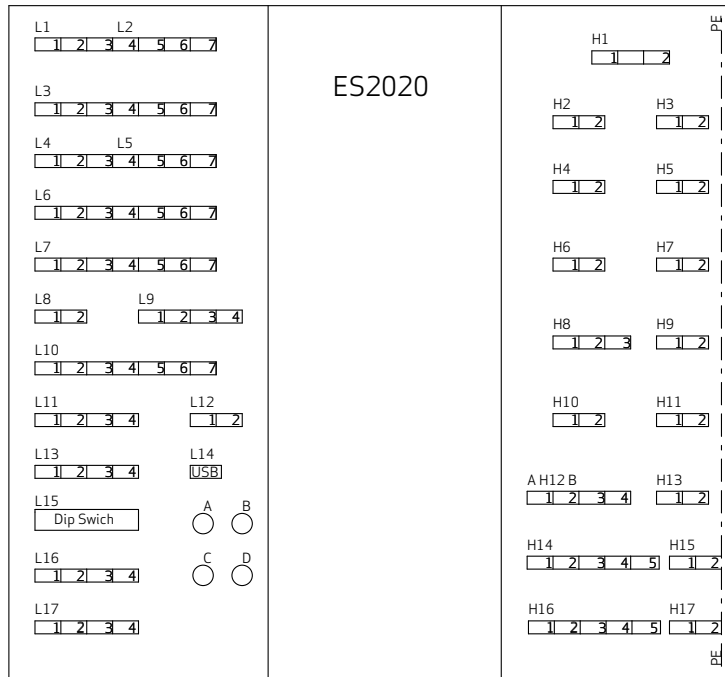 L1 L2
1 2 3 4 5 6 7
L3
1 2 3 4 5 6 7
L4 L5
1 2 3 4 5 6 7
L6
1 2 3 4 5 6 7
L7
1 2 3 4 5 6 7
L8 L9
1 2 1 2 3 4
L10
1 2 3 4 5 6 7
L11 L12
1 2 3 4 1 2
L13 L14
1 2 3 4 USB
L15 A B
Dip Swich
L16 C D
1 2 3 4
L17
1 2 3 4
ES2020
PE
H1
1 2
H2 H3
1 2 1 2
H4 H5
1 2 1 2
H6 H7
1 2 1 2
H8 H9
1 2 3 1 2
H10 H11
1 2 1 2
A H12 B H13
1 2 3 4 1 2
H14 H15
1 2 3 4 5 1 2
H16 H17
1 2 3 4 5 1 2
PE